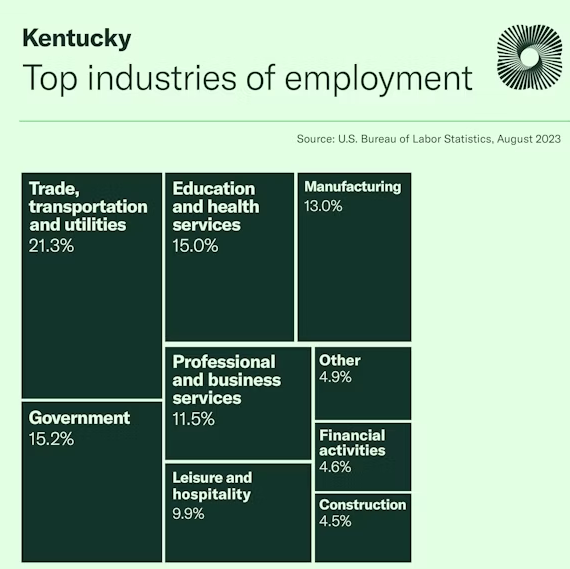 Kentucky
Top industries of employment
Source: U.S. Bureau of Labor Statistics, August 2023
Trade,
transportation
and utilities
21.3%
Government
15.2%
Education
and health
services
15.0%
Manufacturing
13.0%
Professional
and business
services
11.5%
Leisure and
hospitality
9.9%
Other
4.9%
Financial
activities
4.6%
Construction
4.5%